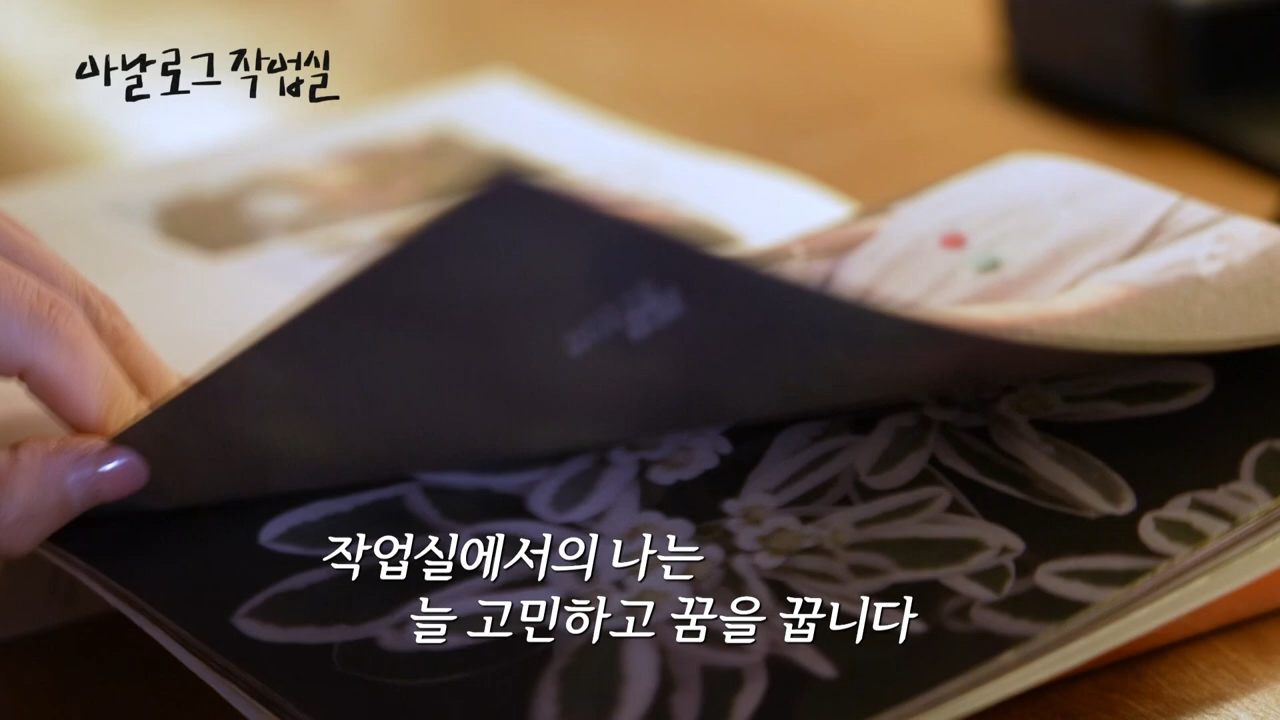 아날로그 작업실
작업실에서의 나는
늘 고민하고 꿈을 꿉니다